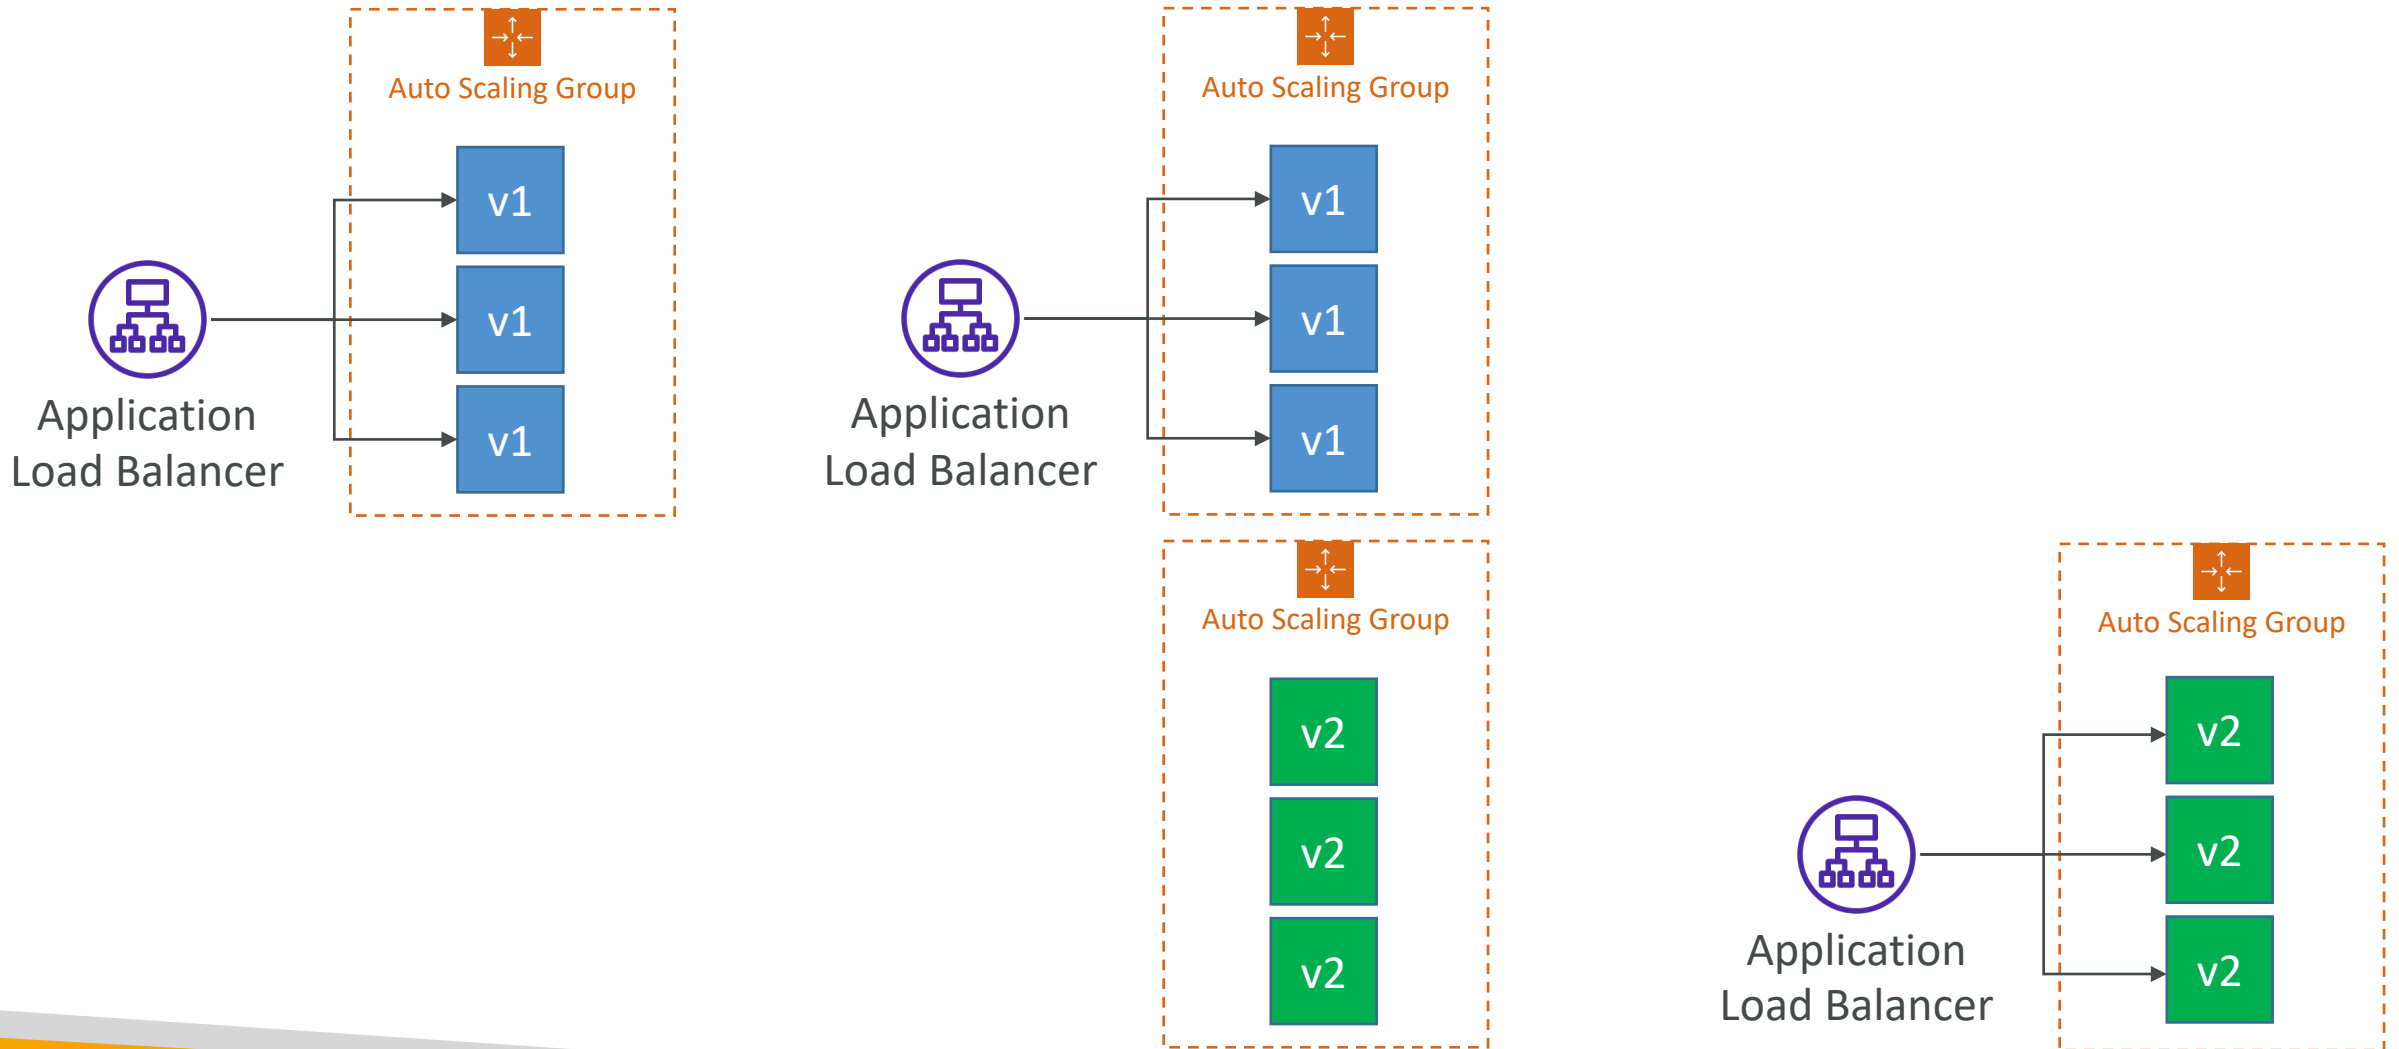 Auto Scaling Group
v1
v1
v1
Application
Load Balancer
Auto Scaling Group
v1
v1
v1
Application
Load Balancer
Auto Scaling Group
v2
v2
v2
Auto Scaling Group
v2
v2
v2
Application
Load Balancer